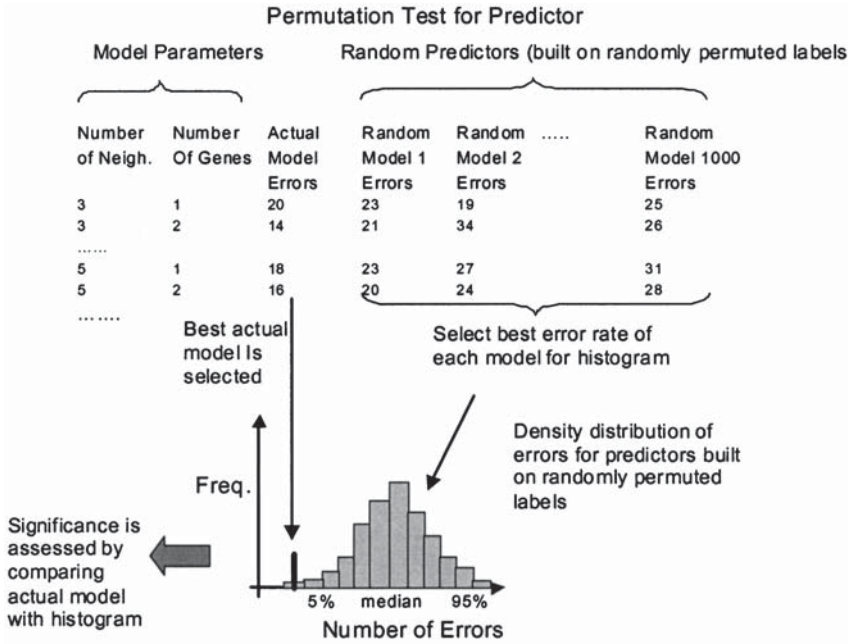 Permutation Test for Predictor
Model Parameters
Random Predictors (built on randomly permuted labels
Number of Neigh.
Number Of Genes
Actual Model Errors
Random Model 1 Errors
Random Model 2 Errors
.....
Random Model 1000 Errors
3 1 20 23 19 25
3 2 14 21 34 26
......
5 1 18 23 27 31
5 2 16 20 24 28
.......
Best actual
model Is
selected
Select best error rate of
each model for histogram
Density distribution of
errors for predictors built
on randomly permuted
labels
Freq.
Significance is
assessed by
comparing
actual model
with histogram
5% median 95%
Number of Errors